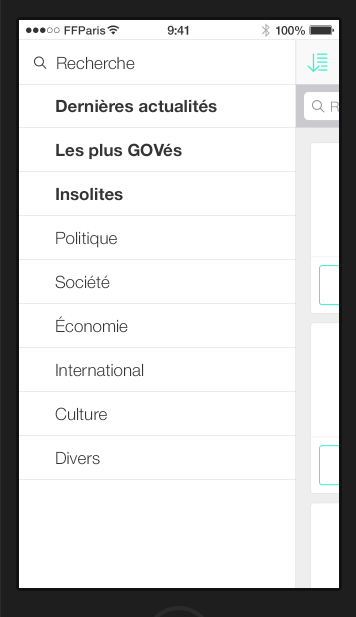 FFParis 9:41 100%
Recherche
R
Dernières actualités
Les plus GOVés
Insolites
Politique
Société
Économie
International
Culture
Divers